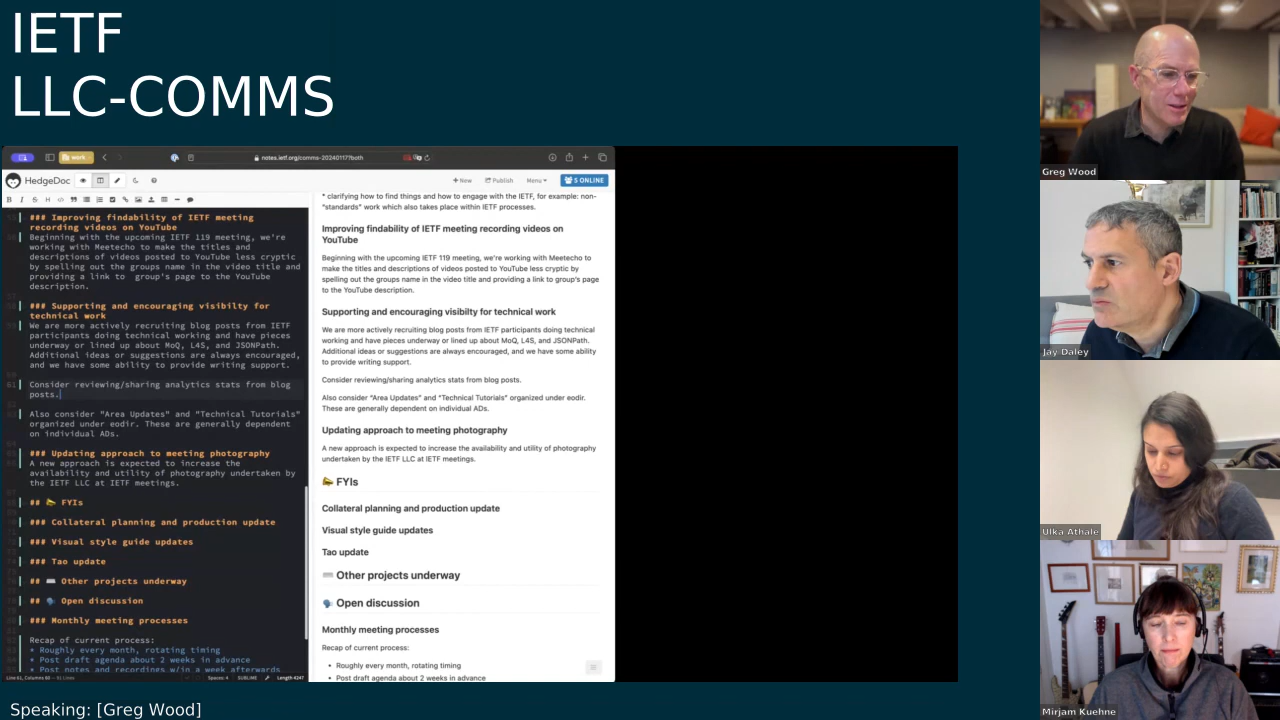 IETF
LLC-COMMS
work
notes.ietf.org/comms-20240117?both
HedgeDoc
New
Publish
Menu
5 ONLINE
### Improving findability of IETF meeting
recording videos on YouTube
Beginning with the upcoming IETF 119 meeting, we're
working with Meetecho to make the titles and
descriptions of videos posted to YouTube less cryptic
by spelling out the groups name in the video title and
providing a link to  group's page to the YouTube
description.
### Supporting and encouraging visibilty for
technical work
We are more actively recruiting blog posts from IETF
participants doing technical working and have pieces
underway or lined up about MoQ, L4S, and JSONPath.
Additional ideas or suggestions are always encouraged,
and we have some ability to provide writing support.
61 Consider reviewing/sharing analytics stats from blog
posts.
Also consider "Area Updates" and "Technical Tutorials"
organized under eodir. These are generally dependent
on individual ADs.
### Updating approach to meeting photography
A new approach is expected to increase the
availability and utility of photography undertaken by
the IETF LLC at IETF meetings.
## 📣 FYIs
### Collateral planning and production update
### Visual style guide updates
### Tao update
## ⌨️ Other projects underway
## 🗣️ Open discussion
### Monthly meeting processes
Recap of current process:
* Roughly every month, rotating timing
* Post draft agenda about 2 weeks in advance
* Post notes and recordings w/in a week afterwards
Line 61, Columns 60 — 91 Lines
Spaces: 4
SUBLIME
Length 4247
* clarifying how to find things and how to engage with the IETF, for example: non-
"standards" work which also takes place within IETF processes.
Improving findability of IETF meeting recording videos on
YouTube
Beginning with the upcoming IETF 119 meeting, we're working with Meetecho to
make the titles and descriptions of videos posted to YouTube less cryptic by
spelling out the groups name in the video title and providing a link to group's page
to the YouTube description.
Supporting and encouraging visibilty for technical work
We are more actively recruiting blog posts from IETF participants doing technical
working and have pieces underway or lined up about MoQ, L4S, and JSONPath.
Additional ideas or suggestions are always encouraged, and we have some ability
to provide writing support.
Consider reviewing/sharing analytics stats from blog posts.
Also consider "Area Updates" and "Technical Tutorials" organized under eodir.
These are generally dependent on individual ADs.
Updating approach to meeting photography
A new approach is expected to increase the availability and utility of photography
undertaken by the IETF LLC at IETF meetings.
📣 FYIs
Collateral planning and production update
Visual style guide updates
Tao update
⌨️ Other projects underway
🗣️ Open discussion
Monthly meeting processes
Recap of current process:
• Roughly every month, rotating timing
• Post draft agenda about 2 weeks in advance
Greg Wood
Jay Daley
Ulka Athale
Mirjam Kuehne
Speaking: [Greg Wood]